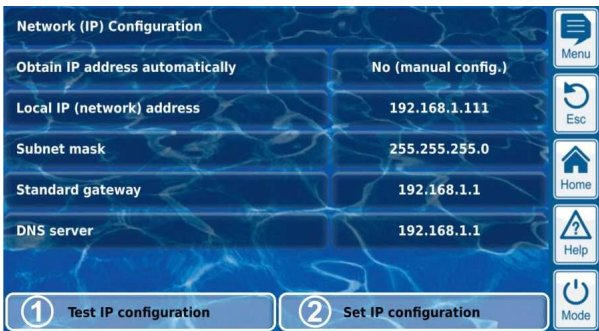 Network (IP) Configuration
Menu
Obtain IP address automatically No (manual config.)
Local IP (network) address 192.168.1.111
Esc
Subnet mask 255.255.255.0
Standard gateway 192.168.1.1
Home
DNS server 192.168.1.1
Help
1 Test IP configuration 2 Set IP configuration
Mode